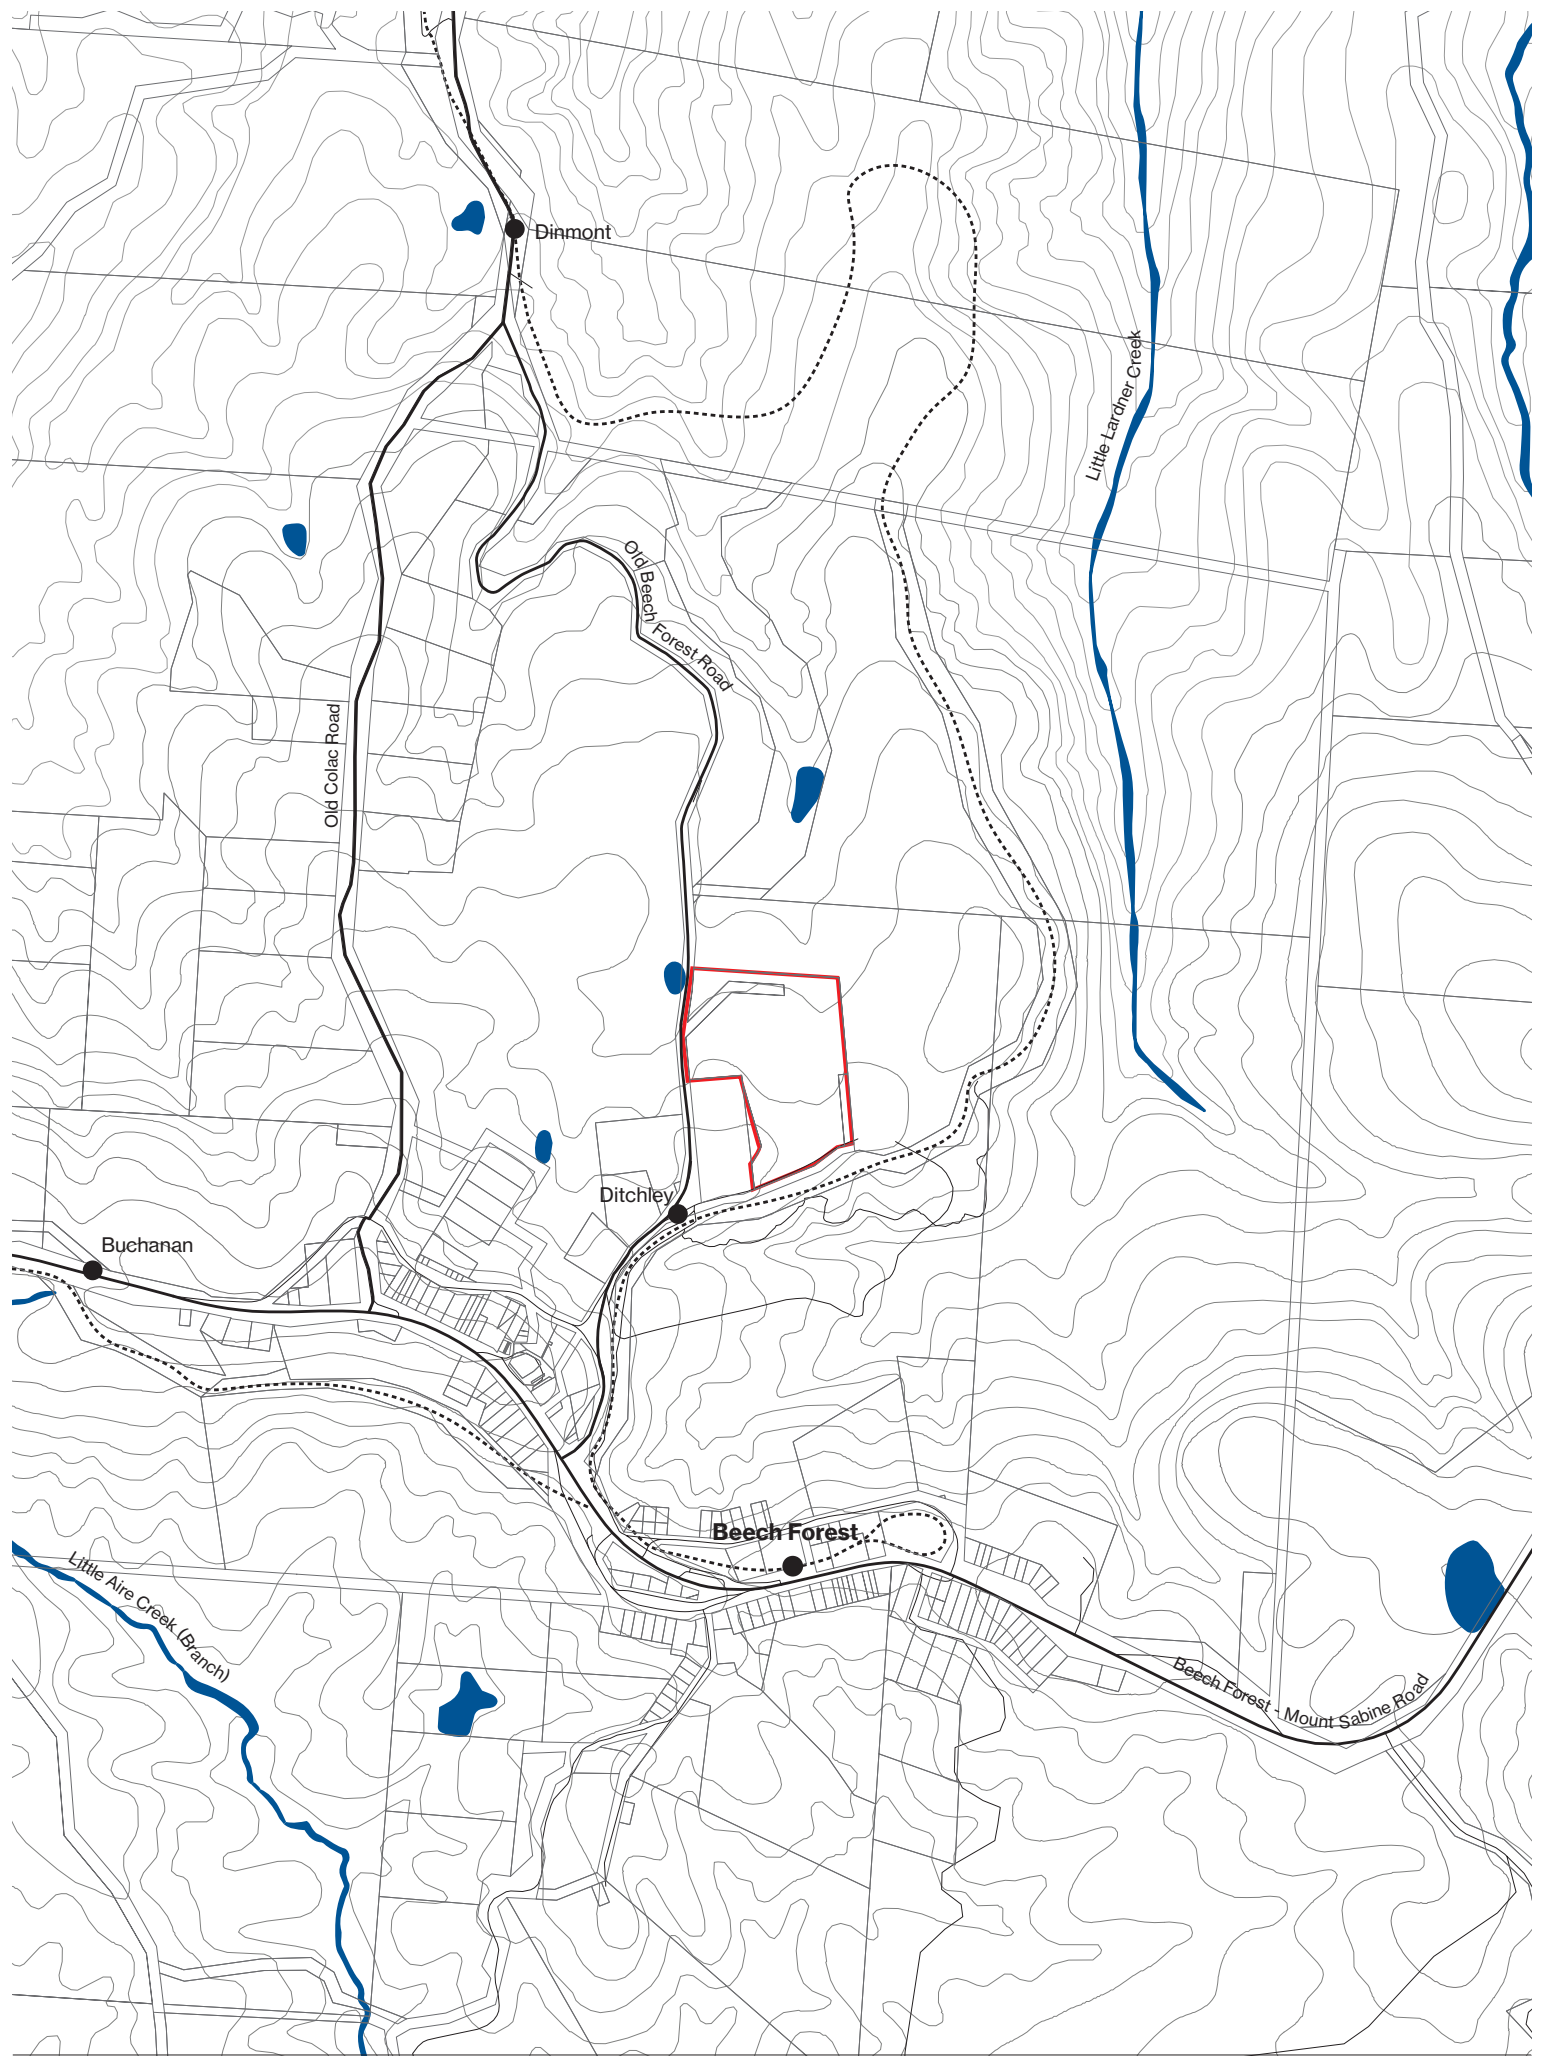 Dinmont
Little Lardner Creek
Old Beech Forest Road
Old Colac Road
Ditchley
Buchanan
Beech Forest
Little Aire Creek (Branch)
Beech Forest - Mount Sabine Road